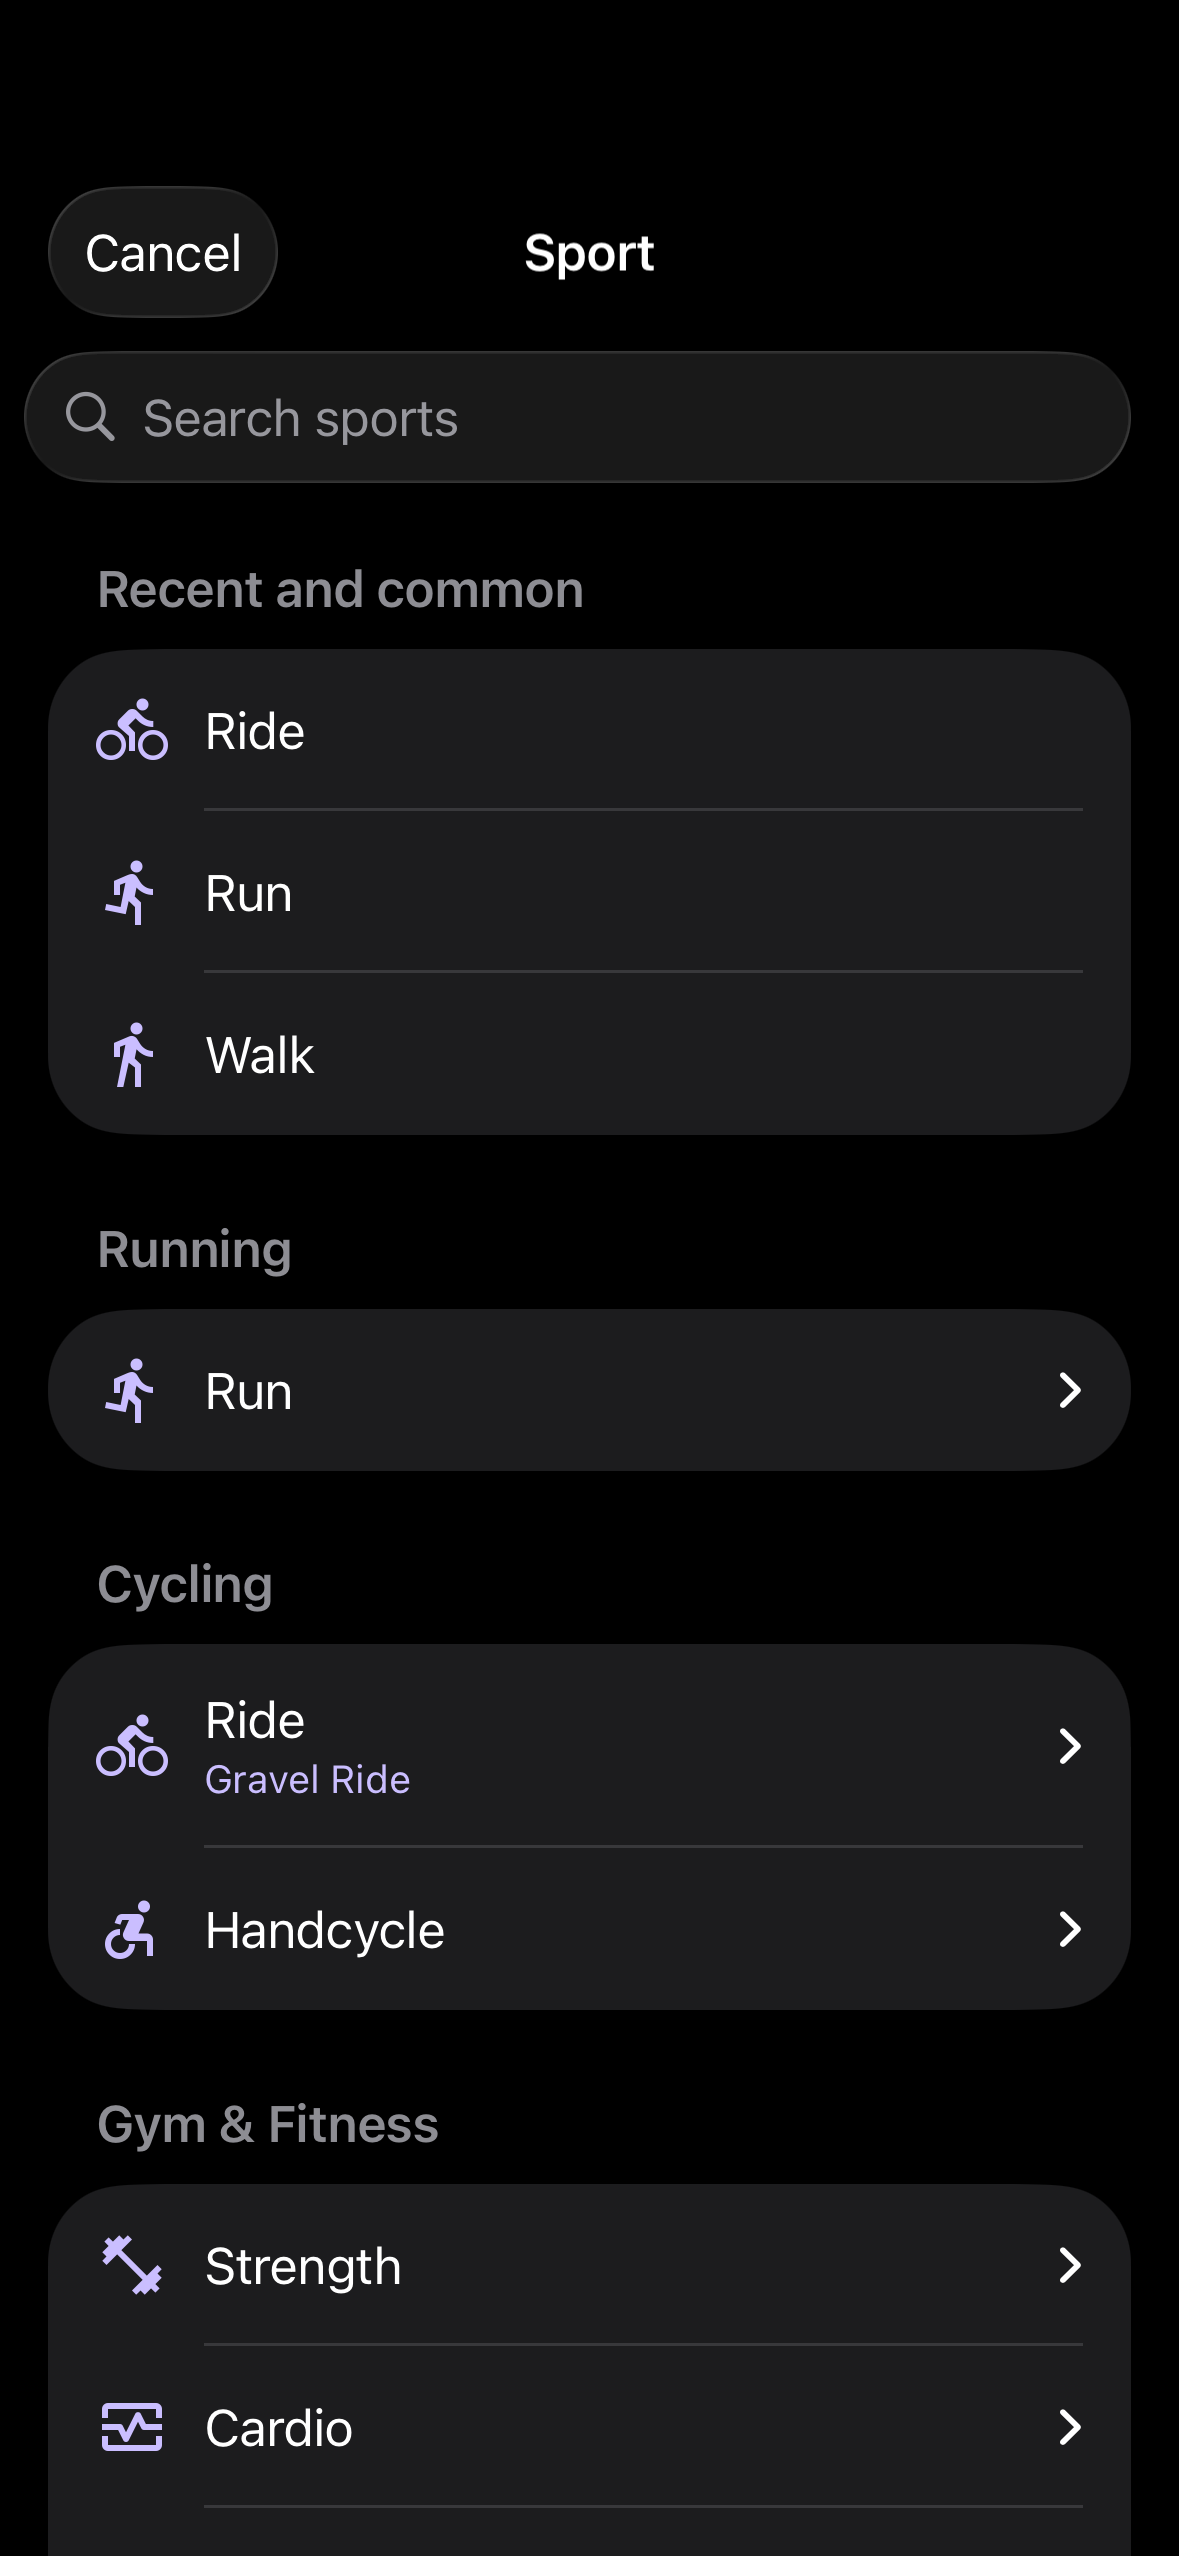 Cancel
Sport
Search sports
Recent and common
Ride
Run
Walk
Running
Run
Cycling
Ride
Gravel Ride
Handcycle
Gym & Fitness
Strength
Cardio